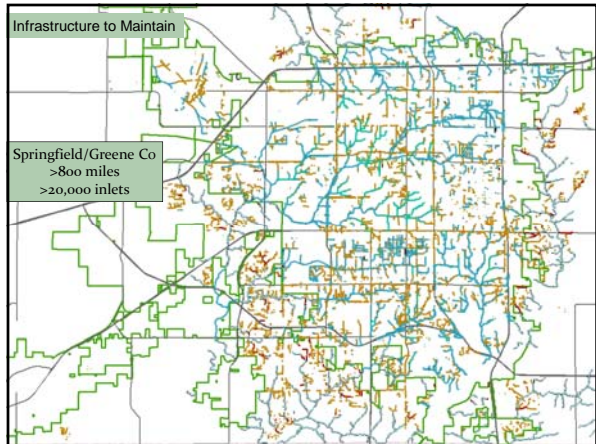 Infrastructure to Maintain
Springfield/Greene Co
>800 miles
>20,000 inlets